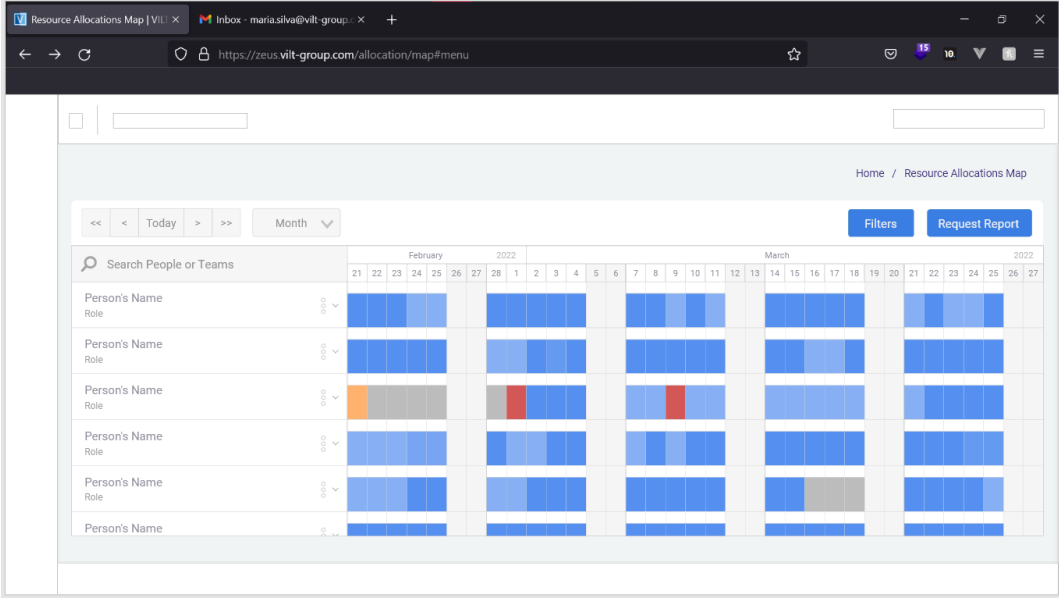 Resource Allocations Map | VIL
Inbox - maria.silva@vilt-group.c
https://zeus.vilt-group.com/allocation/map#menu
15
10.
Home / Resource Allocations Map
<< < Today > >> Month
Filters Request Report
February 2022 March 2022
Search People or Teams
21 22 23 24 25 26 27 28 1 2 3 4 5 6 7 8 9 10 11 12 13 14 15 16 17 18 19 20 21 22 23 24 25 26 27
Person's Name
Role
Person's Name
Role
Person's Name
Role
Person's Name
Role
Person's Name
Role
Person's Name